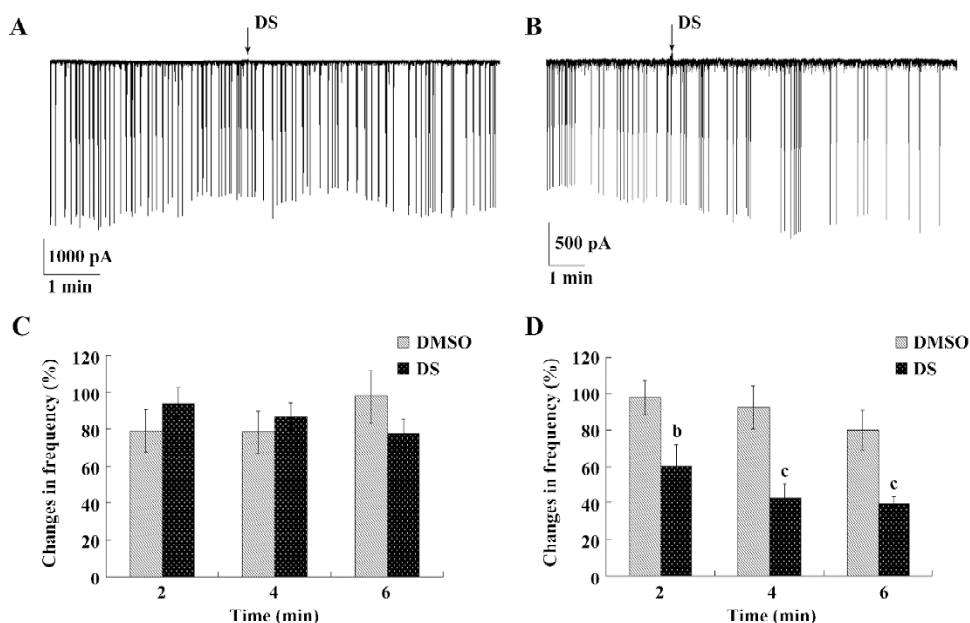 A
DS
1000 pA
1 min
B
DS
500 pA
1 min
C
DMSO
DS
Changes in frequency (%)
120
100
80
60
40
20
0
2
4
6
Time (min)
D
DMSO
DS
Changes in frequency (%)
120
100
80
60
40
20
0
b
c
c
2
4
6
Time (min)